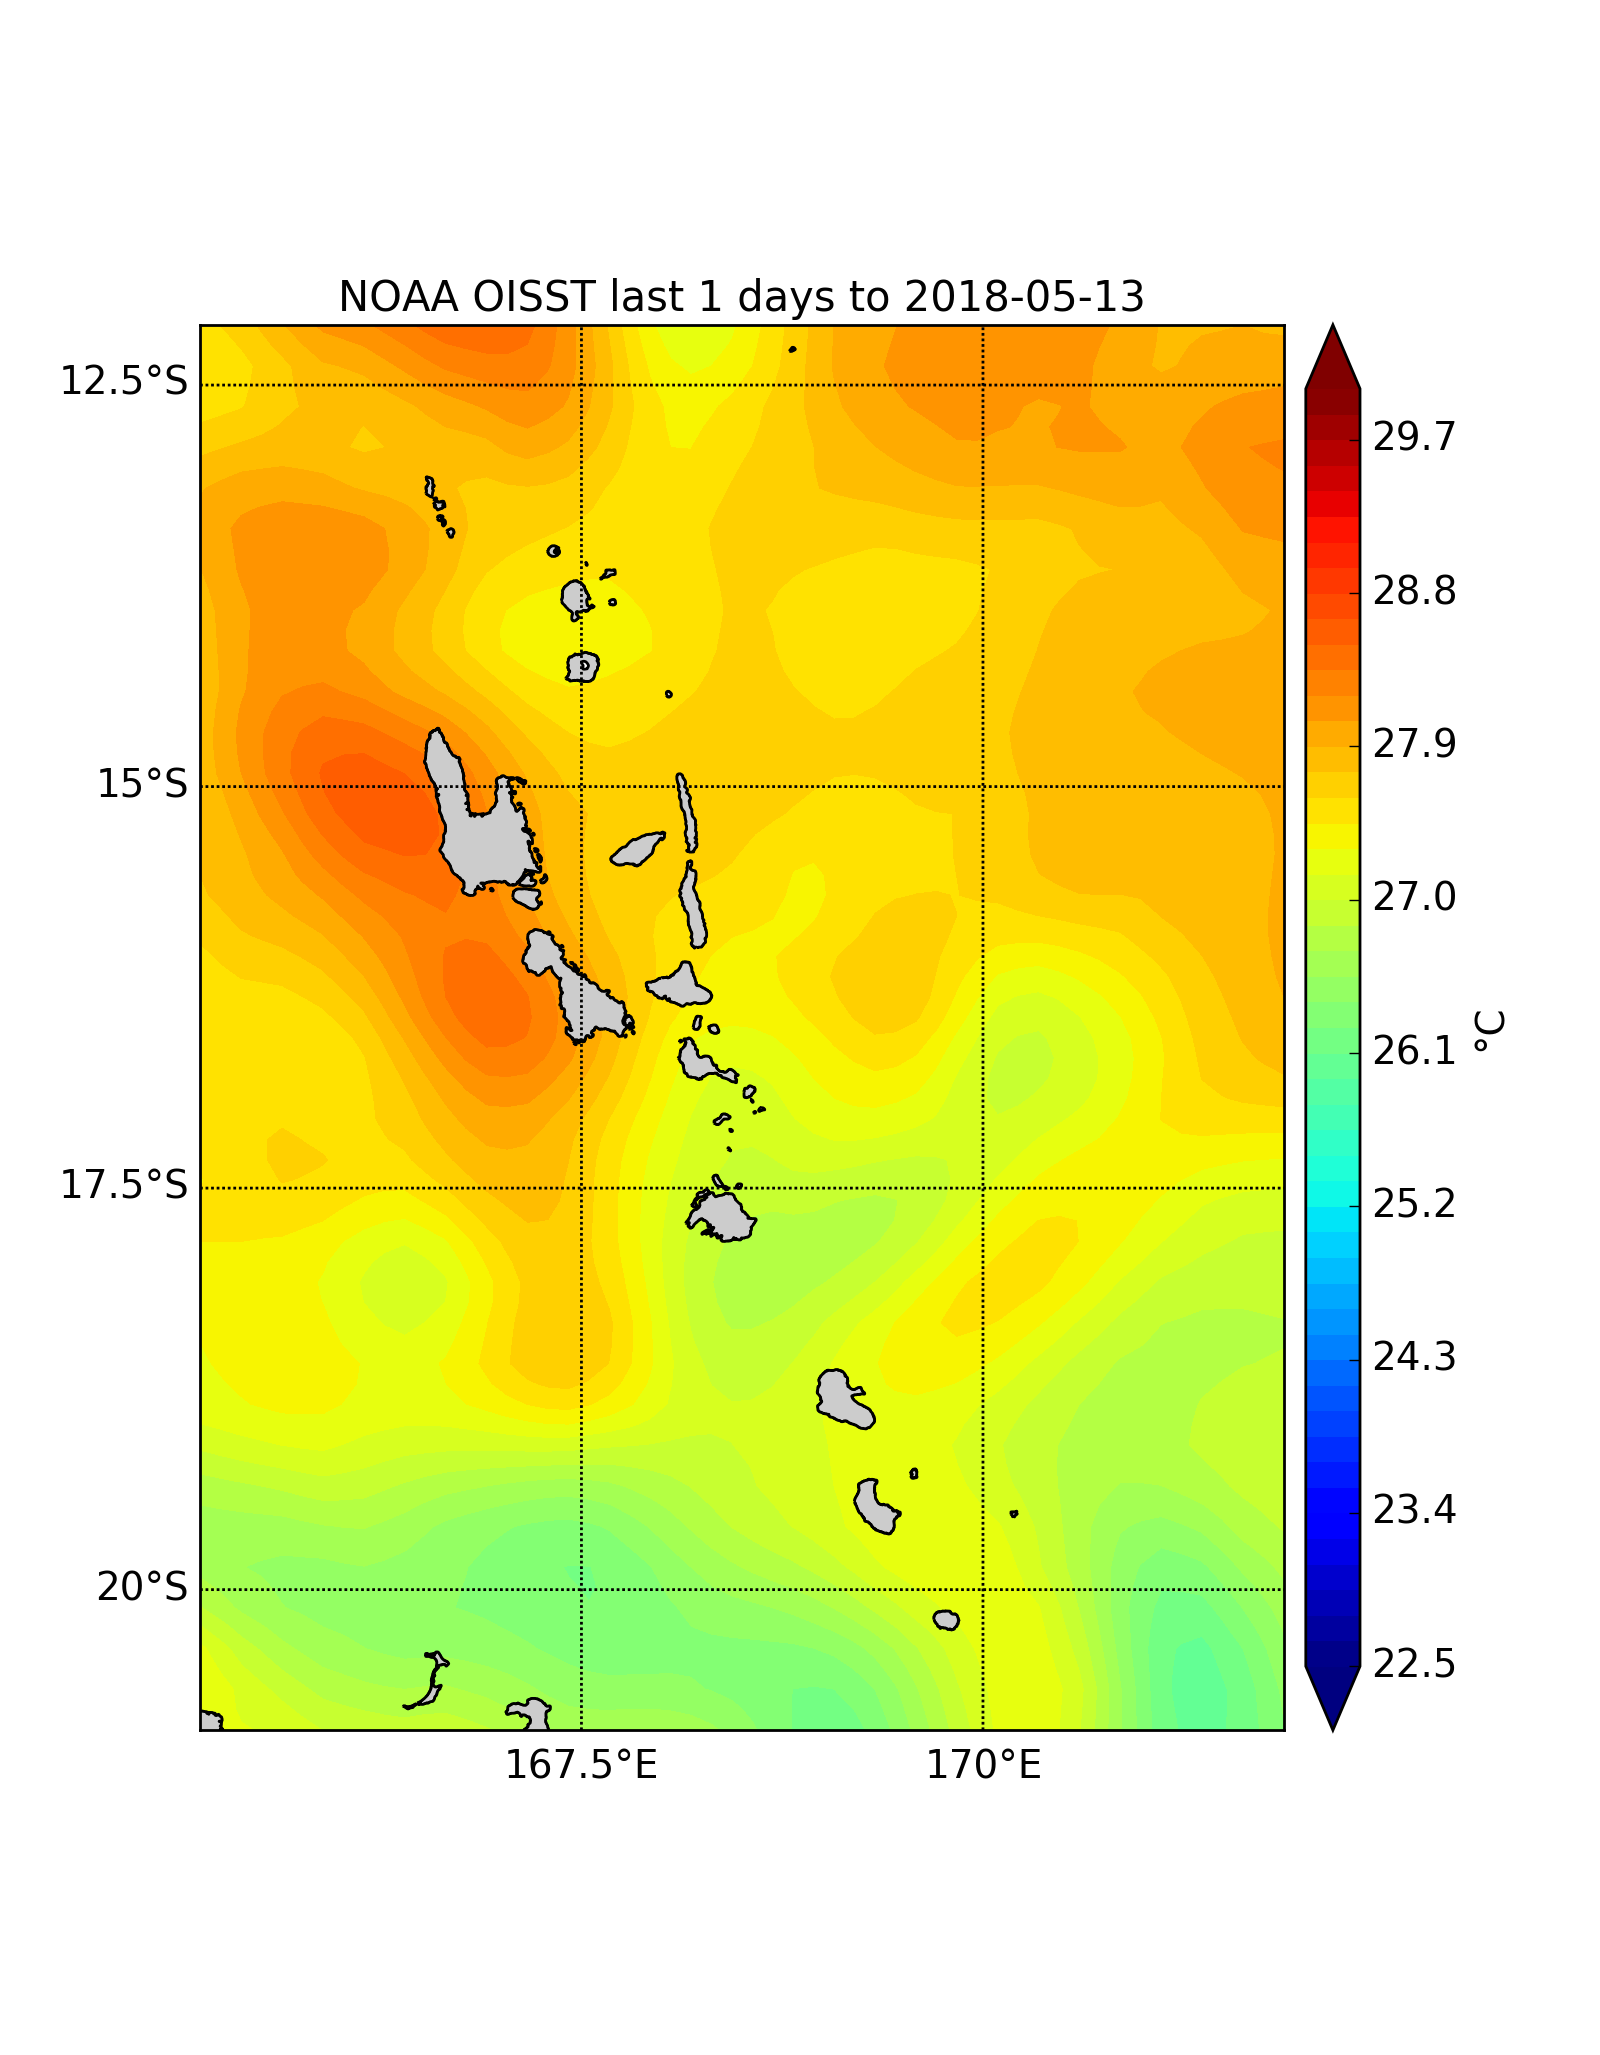 NOAA OISST last 1 days to 2018-05-13
12.5°S
15°S
17.5°S
20°S
167.5°E
170°E
29.7
28.8
27.9
27.0
26.1
25.2
24.3
23.4
22.5
°C